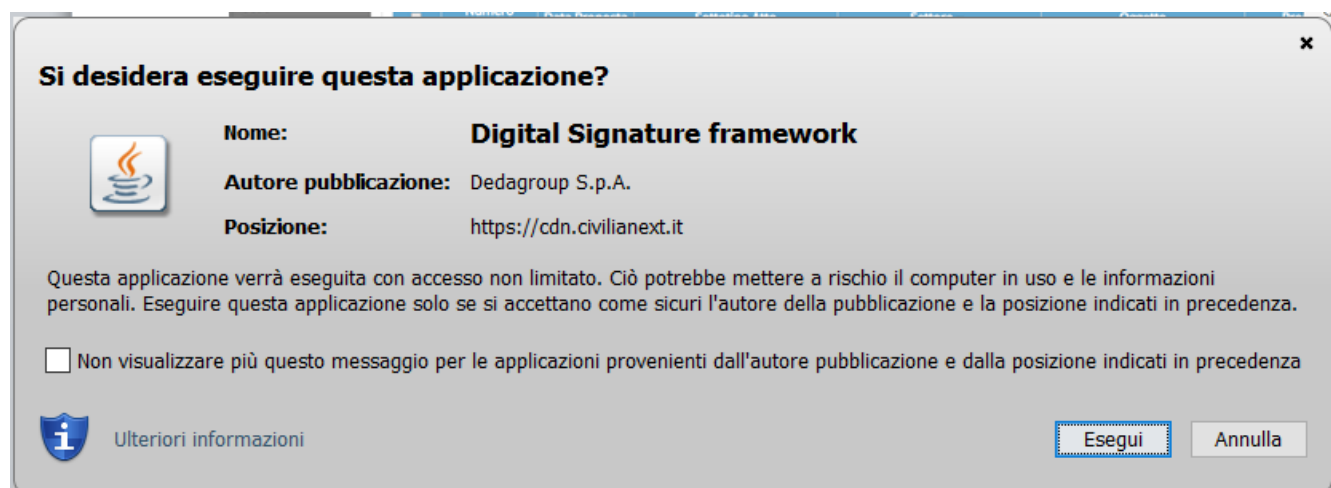 Si desidera eseguire questa applicazione?
Nome: Digital Signature framework
Autore pubblicazione: Dedagroup S.p.A.
Posizione: https://cdn.civilianext.it
Questa applicazione verrà eseguita con accesso non limitato. Ciò potrebbe mettere a rischio il computer in uso e le informazioni
personali. Eseguire questa applicazione solo se si accettano come sicuri l'autore della pubblicazione e la posizione indicati in precedenza.
Non visualizzare più questo messaggio per le applicazioni provenienti dall'autore pubblicazione e dalla posizione indicati in precedenza
Ulteriori informazioni
Esegui Annulla